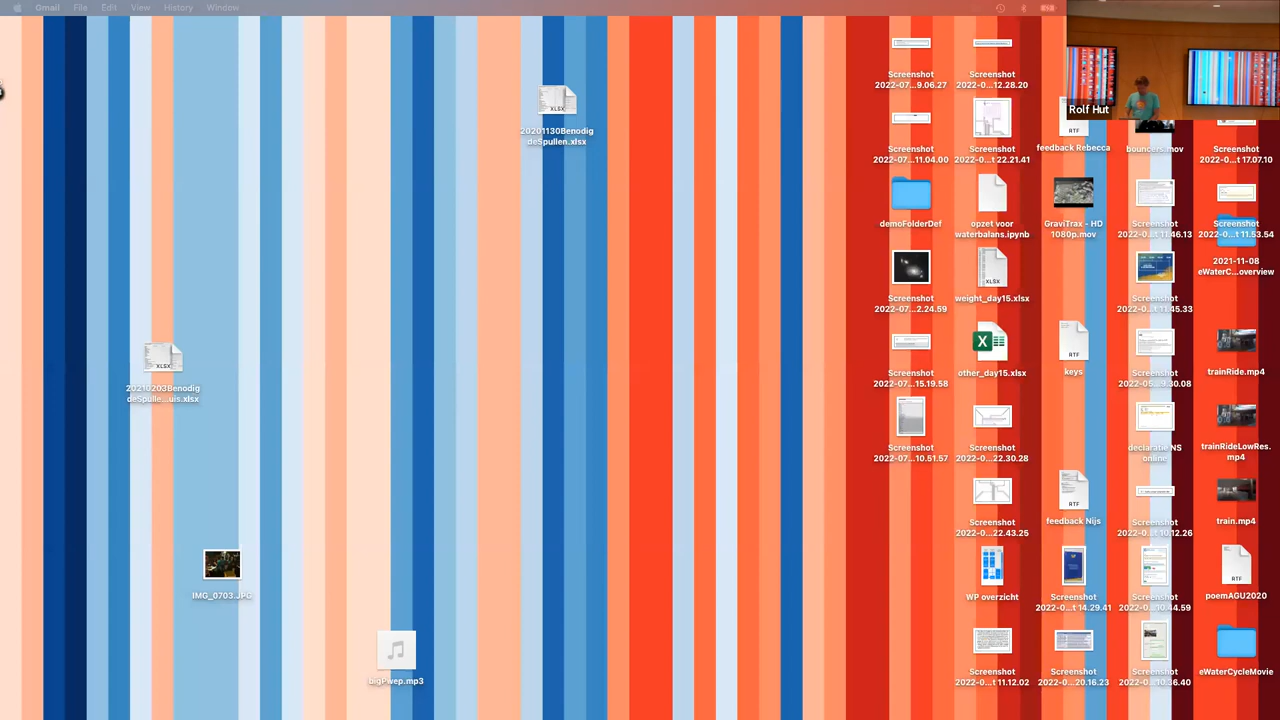 Gmail File Edit View History Window
Rolf Hut
Screenshot
2022-07...9.06.27
Screenshot
2022-0...12.28.20
20201130Benodig
deSpullen.xlsx
Screenshot
2022-07...11.04.00
Screenshot
2022-0...t 22.21.41
RTF
feedback Rebecca
bouncers.mov
Screenshot
2022-0...t 17.07.10
demoFolderDef
opzet voor
waterbalans.ipynb
GraviTrax - HD
1080p.mov
Screenshot
2022-0...t 11.46.13
Screenshot
2022-0...t 11.53.54
2021-11-08
eWaterC...overview
Screenshot
2022-07...2.24.59
XLSX
weight_day15.xlsx
Screenshot
2022-0...t 11.45.33
XLSX
20210203Benodig
deSpulle...uis.xlsx
Screenshot
2022-07...15.19.58
X
other_day15.xlsx
RTF
keys
Screenshot
2022-05...9.30.08
trainRide.mp4
Screenshot
2022-07...10.51.57
Screenshot
2022-0...t 22.30.28
declaratie NS
online
trainRideLowRes.
mp4
Screenshot
2022-0...t 22.43.25
RTF
feedback Nijs
Screenshot
2022-0...t 10.12.26
train.mp4
IMG_0703.JPG
WP overzicht
Screenshot
2022-0...t 14.29.41
Screenshot
2022-0...10.44.59
RTF
poemAGU2020
bigPwep.mp3
Screenshot
2022-0...t 11.12.02
Screenshot
2022-0...t 20.16.23
Screenshot
2022-0...10.36.40
eWaterCycleMovie